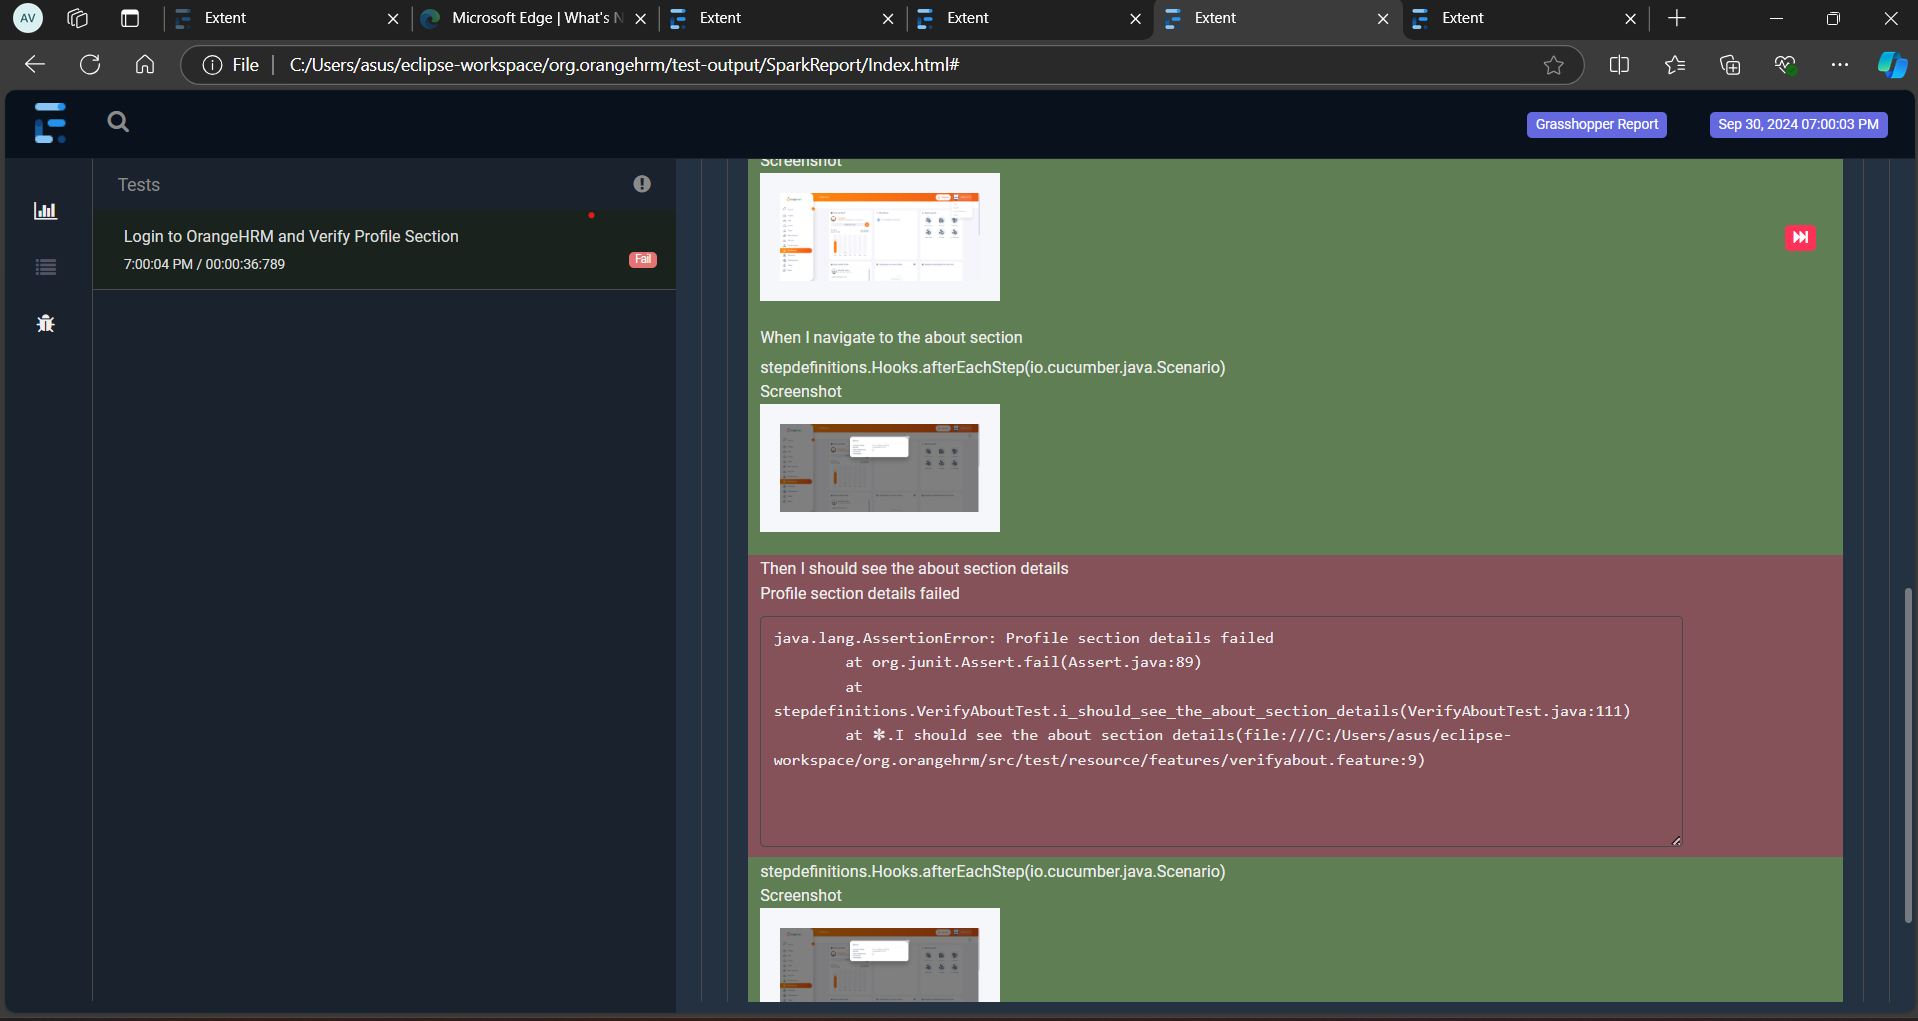 AV
Extent
Microsoft Edge | What's N
Extent
Extent
Extent
Extent
File
C:/Users/asus/eclipse-workspace/org.orangehrm/test-output/SparkReport/Index.html#
Grasshopper Report
Sep 30, 2024 07:00:03 PM
Tests
Login to OrangeHRM and Verify Profile Section
7:00:04 PM / 00:00:36:789
Fail
Screenshot
When I navigate to the about section
stepdefinitions.Hooks.afterEachStep(io.cucumber.java.Scenario)
Screenshot
Then I should see the about section details
Profile section details failed
java.lang.AssertionError: Profile section details failed
at org.junit.Assert.fail(Assert.java:89)
at
stepdefinitions.VerifyAboutTest.i_should_see_the_about_section_details(VerifyAboutTest.java:111)
at ✽.I should see the about section details(file:///C:/Users/asus/eclipse-
workspace/org.orangehrm/src/test/resource/features/verifyabout.feature:9)
stepdefinitions.Hooks.afterEachStep(io.cucumber.java.Scenario)
Screenshot